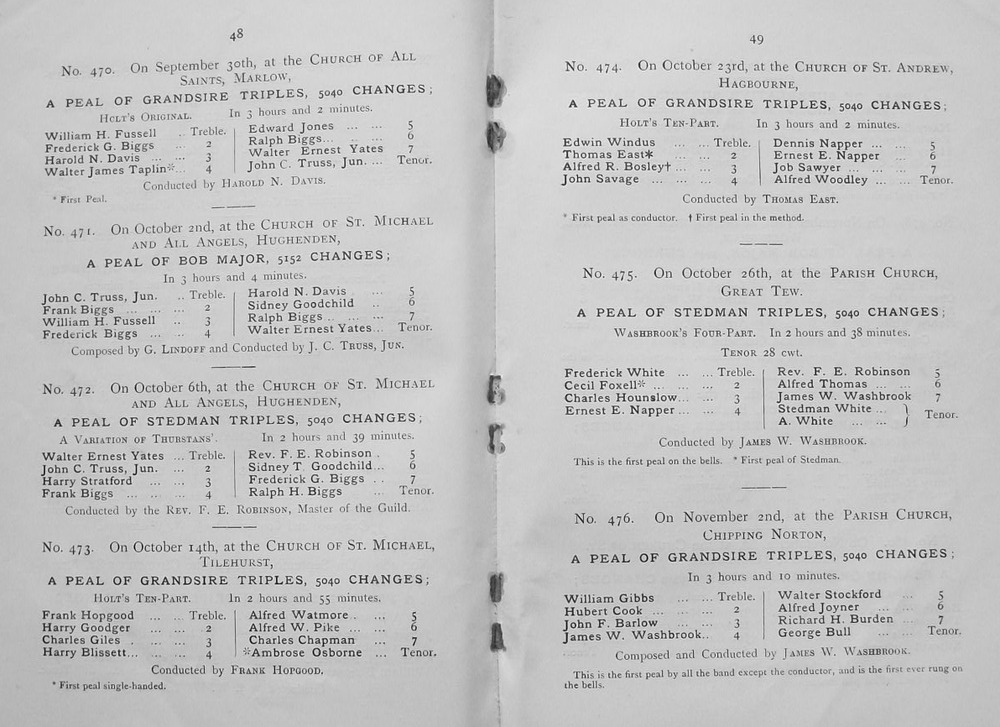 48
No. 470. On September 30th, at the Church of All
Saints, Marlow,
A PEAL OF GRANDSIRE TRIPLES, 5040 CHANGES;
Holt's Original. In 3 hours and 2 minutes.
William H. Fussell .. Treble. Edward Jones ... ... 5
Frederick G. Biggs ... 2 Ralph Biggs... .. 6
Harold N. Davis ... ... 3 Walter Ernest Yates 7
Walter James Taplin*... 4 John C. Truss, Jun. ... Tenor.
Conducted by Harold N. Davis.
* First Peal.
No. 471. On October 2nd, at the Church of St. Michael
and All Angels, Hughenden,
A PEAL OF BOB MAJOR, 5152 CHANGES;
In 3 hours and 4 minutes.
John C. Truss, Jun. .. Treble. Harold N. Davis ... 5
Frank Biggs ... ... ... 2 Sidney Goodchild .. 6
William H. Fussell .. 3 Ralph Biggs .. ... ... 7
Frederick Biggs ... 4 Walter Ernest Yates... Tenor.
Composed by G. Lindoff and Conducted by J. C. Truss, Jun.
No. 472. On October 6th, at the Church of St. Michael
and All Angels, Hughenden,
A PEAL OF STEDMAN TRIPLES, 5040 CHANGES;
A Variation of Thurstans'. In 2 hours and 39 minutes.
Walter Ernest Yates ... Treble. Rev. F. E. Robinson . 5
John C. Truss, Jun. ... 2 Sidney T. Goodchild... 6
Harry Stratford ... ... 3 Frederick G. Biggs . . 7
Frank Biggs ... ... ... 4 Ralph H. Biggs ... Tenor.
Conducted by the Rev. F. E. Robinson, Master of the Guild.
No. 473. On October 14th, at the Church of St. Michael,
Tilehurst,
A PEAL OF GRANDSIRE TRIPLES, 5040 CHANGES;
Holt's Ten-Part. In 2 hours and 55 minutes.
Frank Hopgood ... ... Treble. Alfred Watmore.. ... 5
Harry Goodger ... ... 2 Alfred W. Pike ... ... 6
Charles Giles . ... ... 3 Charles Chapman ... 7
Harry Blissett... ... ... 4 *Ambrose Osborne ... Tenor.
Conducted by Frank Hopgood.
* First peal single-handed.
49
No. 474. On October 23rd, at the Church of St. Andrew,
Hagbourne,
A PEAL OF GRANDSIRE TRIPLES, 5040 CHANGES;
Holt's Ten-Part. In 3 hours and 2 minutes.
Edwin Windus ... ... Treble. Dennis Napper ... ... 5
Thomas East* ... ... 2 Ernest E. Napper ... 6
Alfred R. Bosley† ... ... 3 Job Sawyer ... ... ... 7
John Savage ... ... ... 4 Alfred Woodley ... ... Tenor.
Conducted by Thomas East.
* First peal as conductor. † First peal in the method.
No. 475. On October 26th, at the Parish Church,
Great Tew.
A PEAL OF STEDMAN TRIPLES, 5040 CHANGES;
Washbrook's Four-Part. In 2 hours and 38 minutes.
Tenor 28 cwt.
Frederick White ... ... Treble. Rev. F. E. Robinson 5
Cecil Foxell* ... ... ... 2 Alfred Thomas ... ... 6
Charles Hounslow... ... 3 James W. Washbrook 7
Ernest E. Napper ... ... 4 Stedman White ... } Tenor.
A. White ... ... }
Conducted by James W. Washbrook.
This is the first peal on the bells. * First peal of Stedman.
No. 476. On November 2nd, at the Parish Church,
Chipping Norton,
A PEAL OF GRANDSIRE TRIPLES, 5040 CHANGES;
In 3 hours and 10 minutes.
William Gibbs ... ... Treble. Walter Stockford ... 5
Hubert Cook ... ... ... 2 Alfred Joyner ... ... 6
John F. Barlow ... ... 3 Richard H. Burden ... 7
James W. Washbrook.. 4 George Bull ... ... Tenor.
Composed and Conducted by James W. Washbrook.
This is the first peal by all the band except the conductor, and is the first ever rung on
the bells.